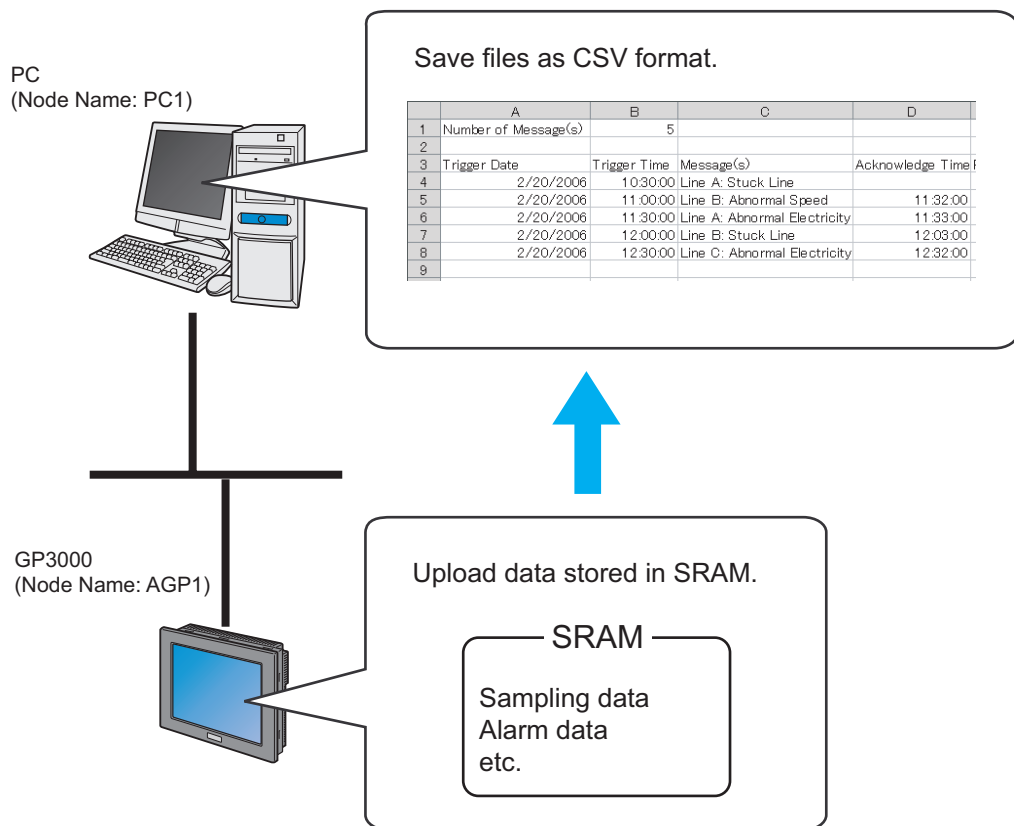 Save files as CSV format.
PC
(Node Name: PC1)
A B C D
1 Number of Message(s) 5
2
3 Trigger Date Trigger Time Message(s) Acknowledge Time
4 2/20/2006 10:30:00 Line A: Stuck Line
5 2/20/2006 11:00:00 Line B: Abnormal Speed 11:32:00
6 2/20/2006 11:30:00 Line A: Abnormal Electricity 11:33:00
7 2/20/2006 12:00:00 Line B: Stuck Line 12:03:00
8 2/20/2006 12:30:00 Line C: Abnormal Electricity 12:32:00
9
GP3000
(Node Name: AGP1)
Upload data stored in SRAM.
SRAM
Sampling data
Alarm data
etc.